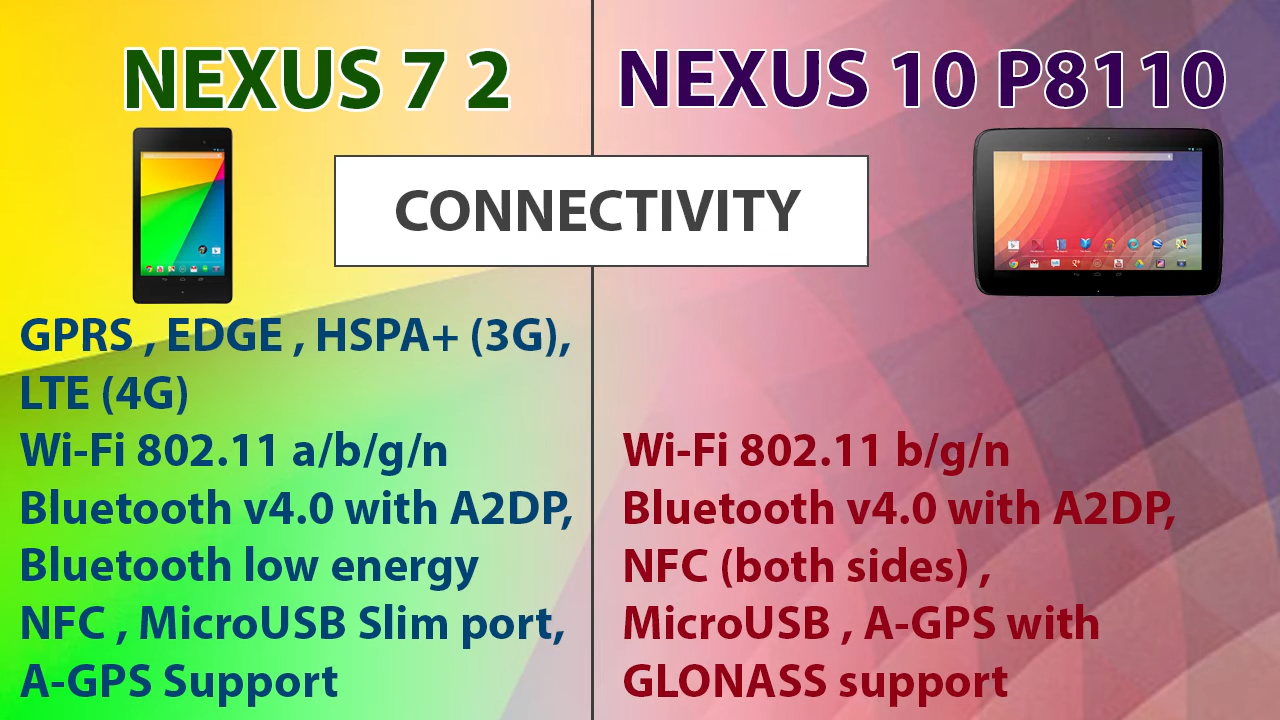 NEXUS 7 2
NEXUS 10 P8110
CONNECTIVITY
GPRS , EDGE , HSPA+ (3G),
LTE (4G)
Wi-Fi 802.11 a/b/g/n
Bluetooth v4.0 with A2DP,
Bluetooth low energy
NFC , MicroUSB Slim port,
A-GPS Support
Wi-Fi 802.11 b/g/n
Bluetooth v4.0 with A2DP,
NFC (both sides) ,
MicroUSB , A-GPS with
GLONASS support